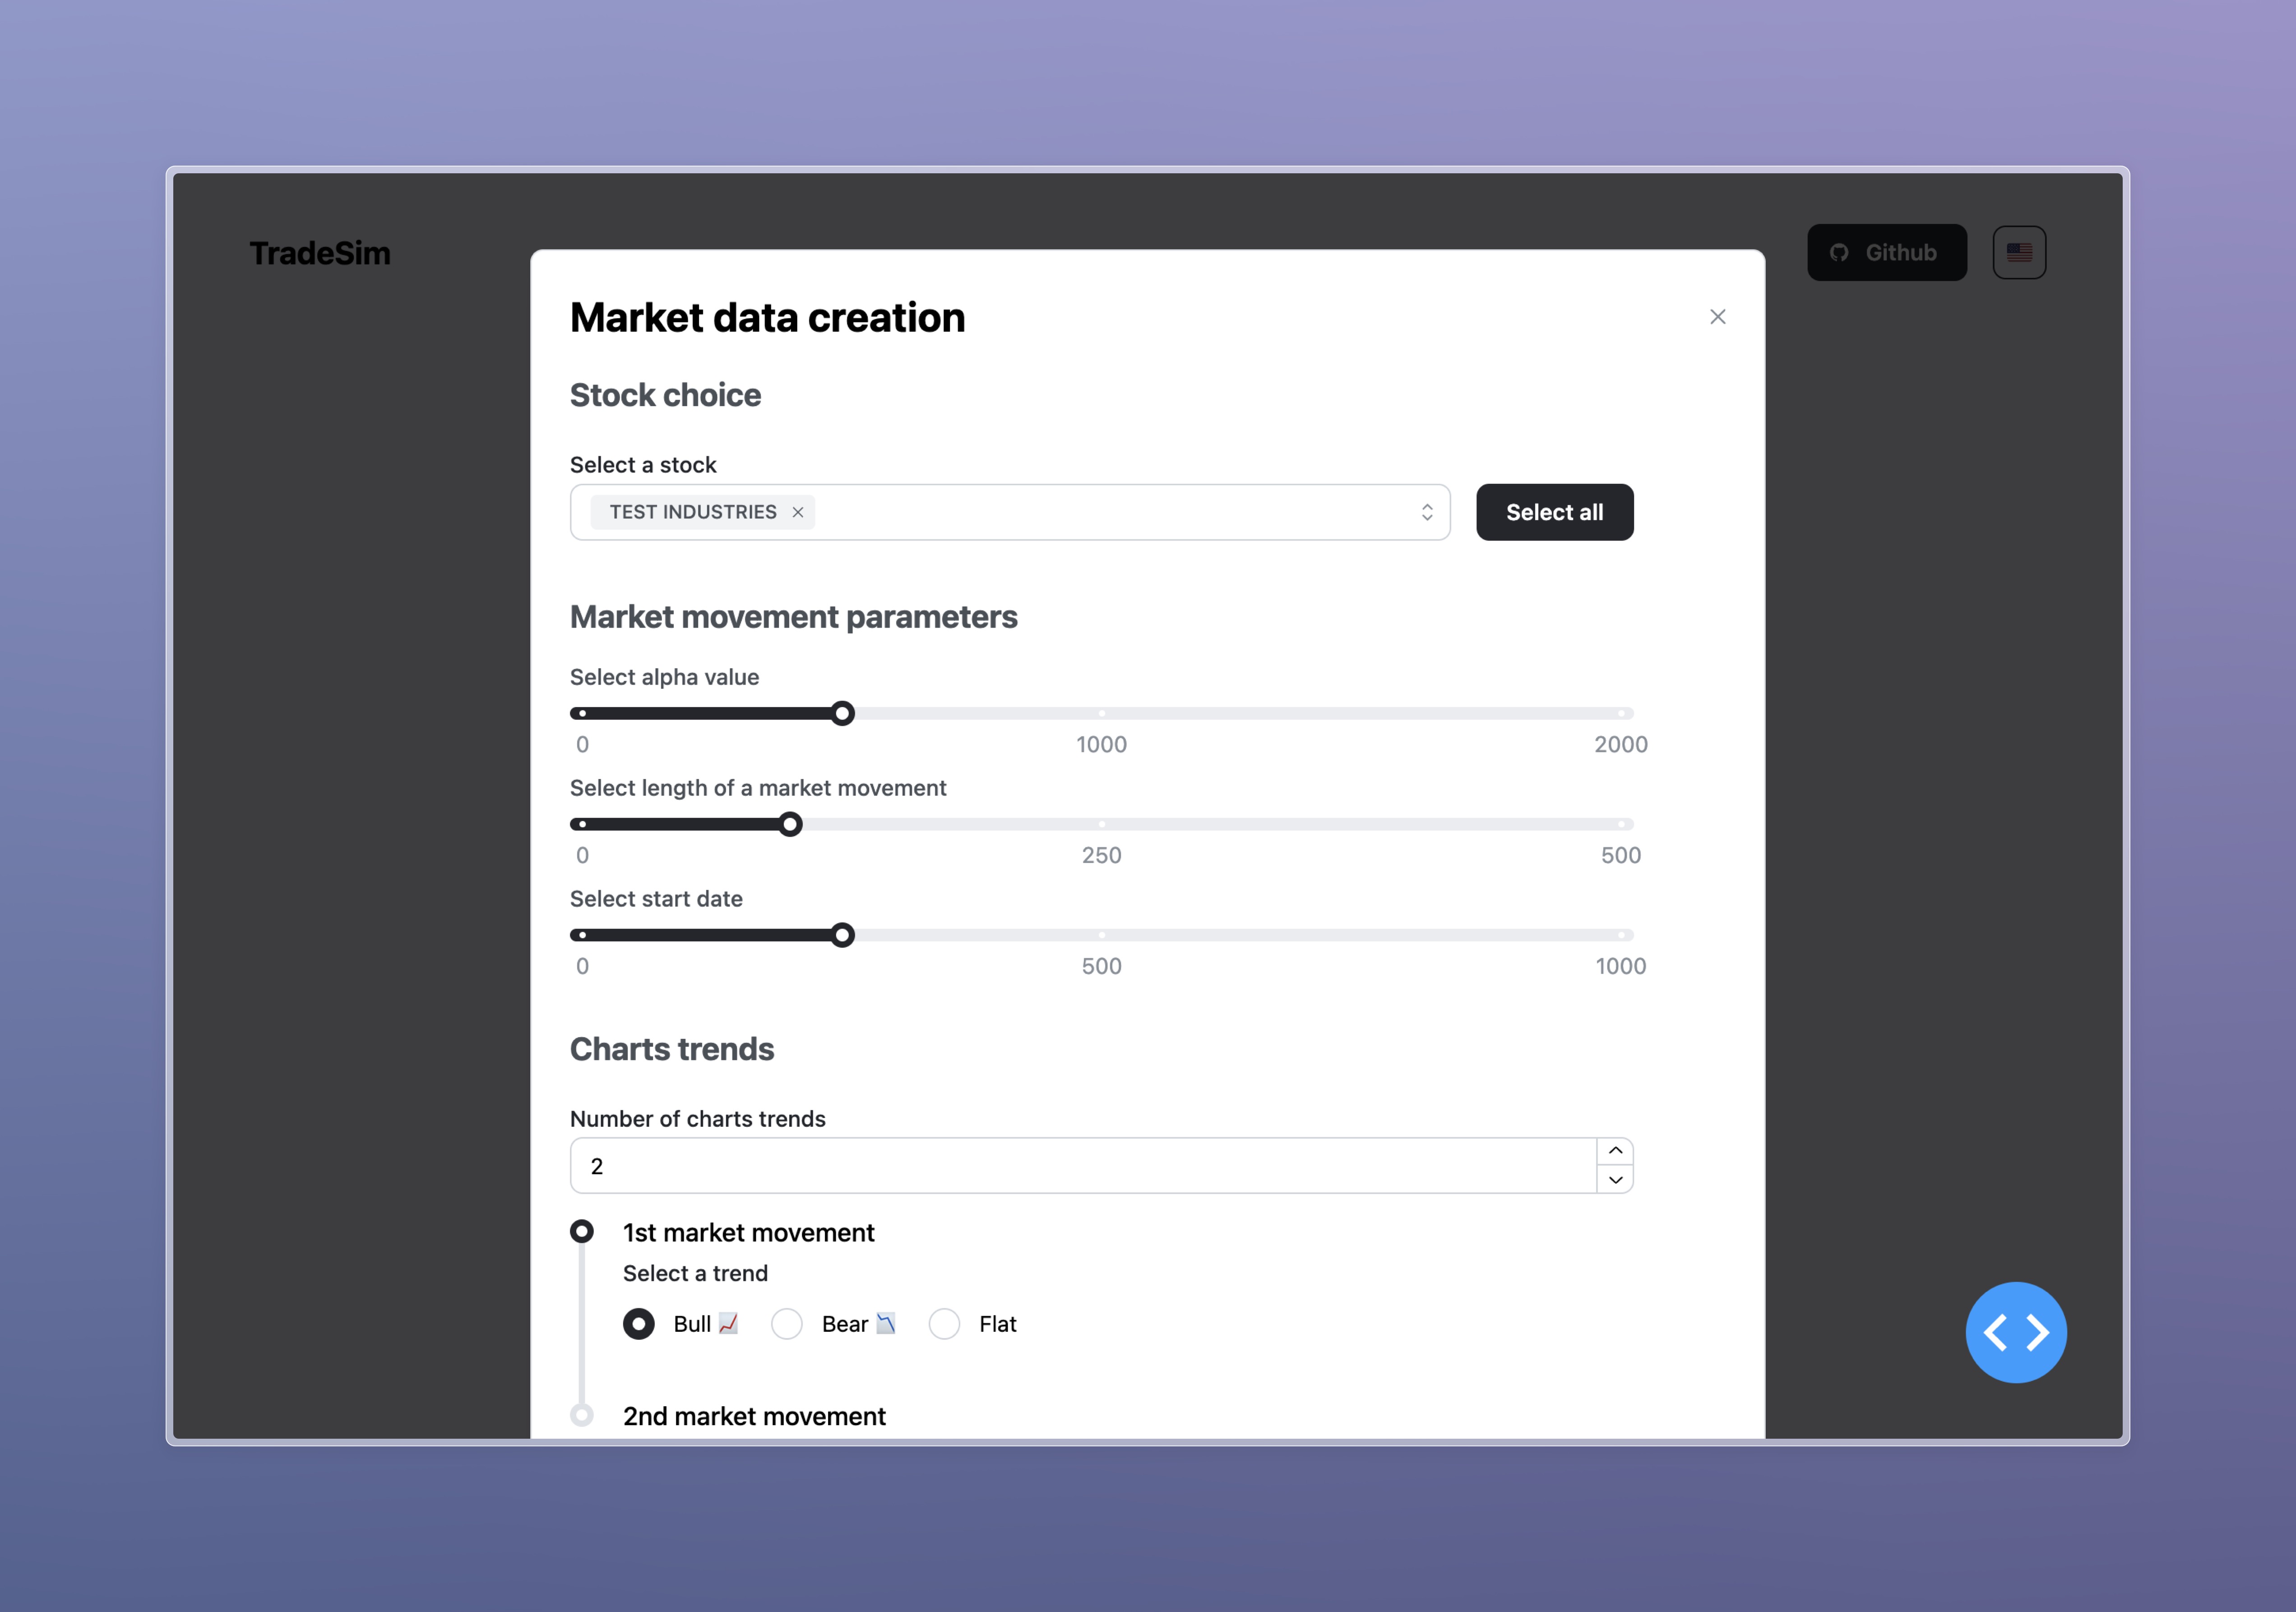 TradeSim
Github
Market data creation
Stock choice
Select a stock
TEST INDUSTRIES
Select all
Market movement parameters
Select alpha value
0 1000 2000
Select length of a market movement
0 250 500
Select start date
0 500 1000
Charts trends
Number of charts trends
2
1st market movement
Select a trend
Bull Bear Flat
2nd market movement